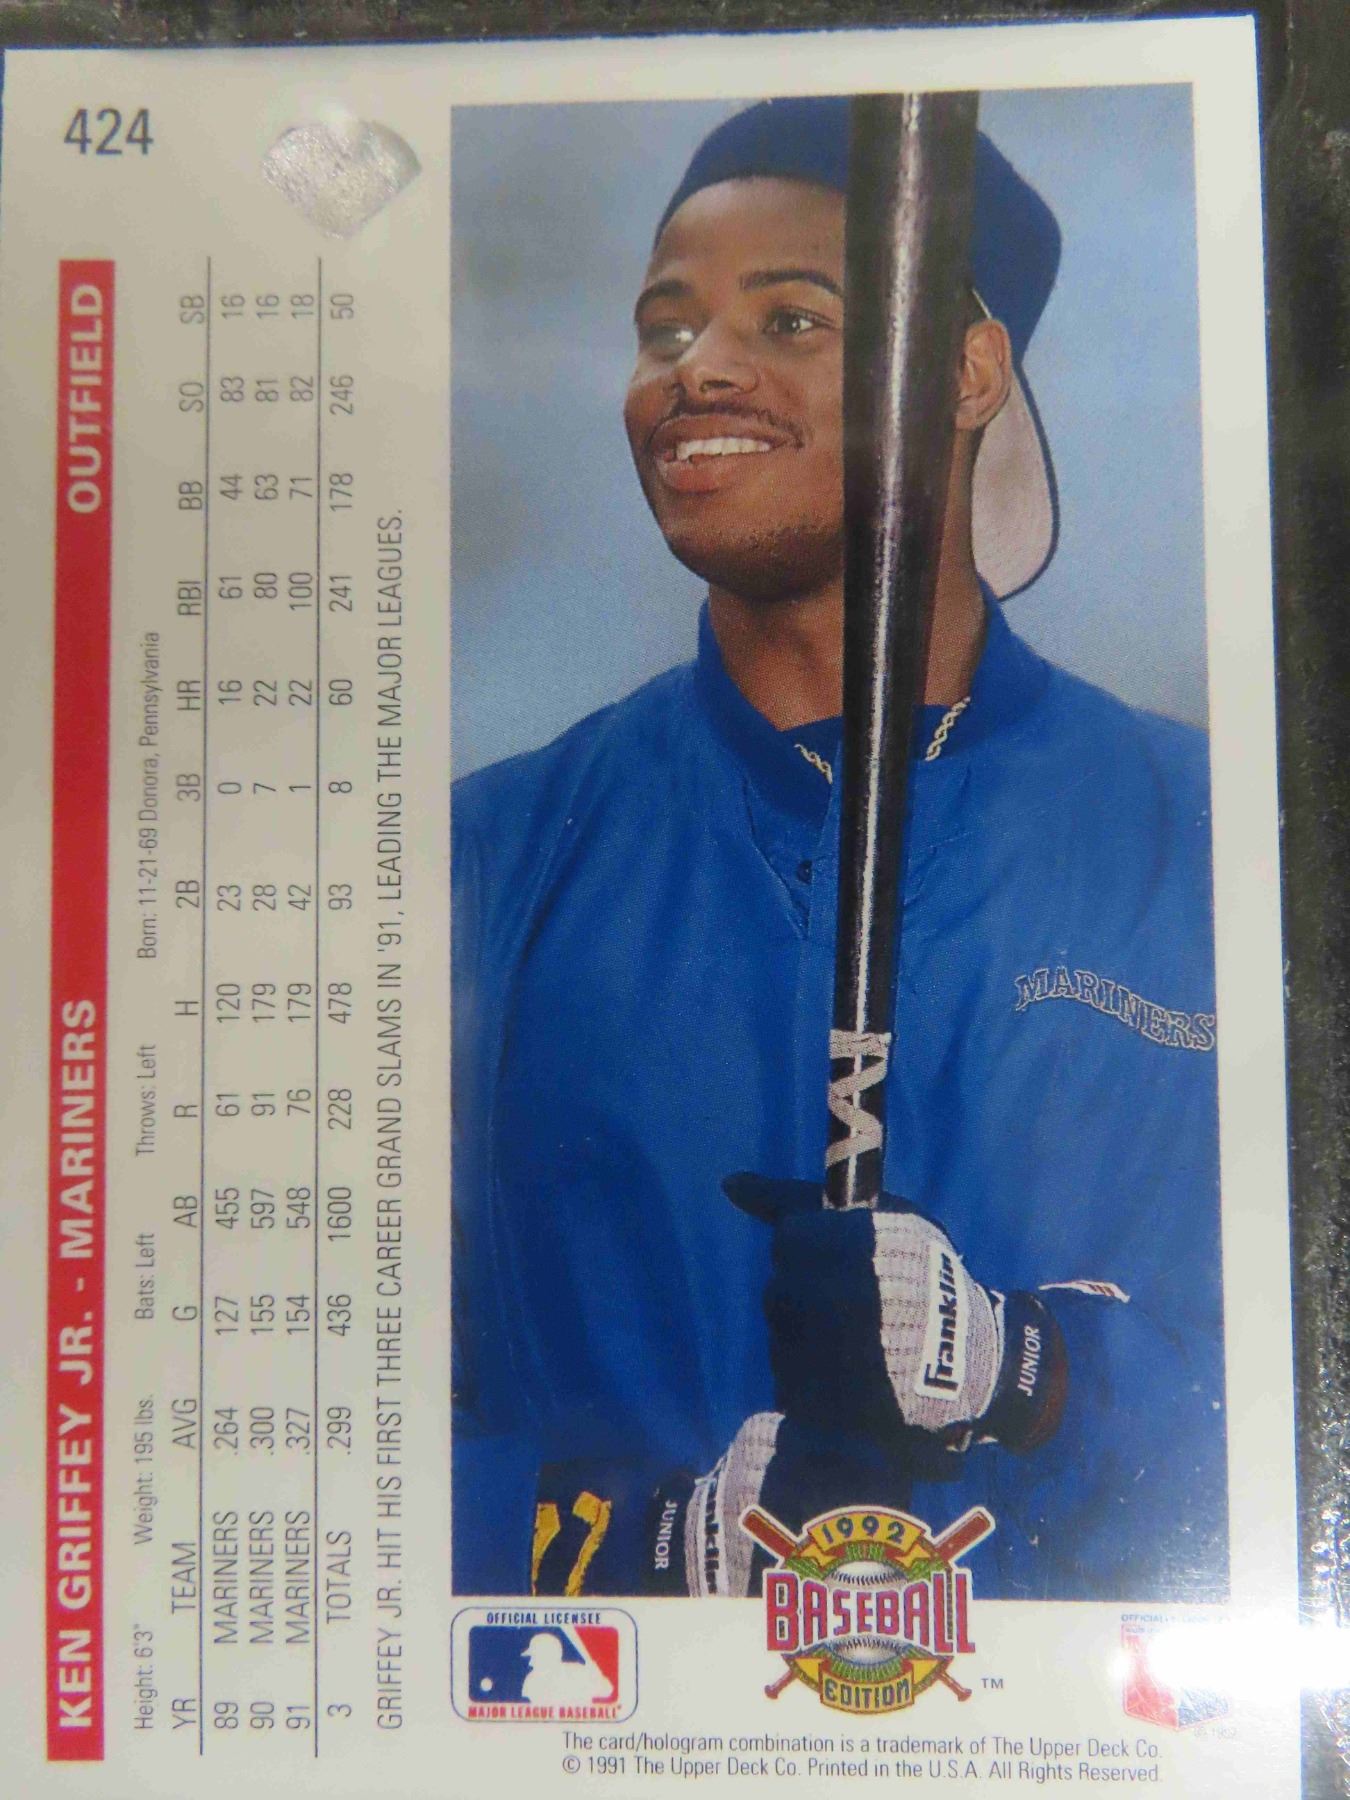 424
KEN GRIFFEY JR. - MARINERS OUTFIELD
Height: 6'3" Weight: 195 lbs. Bats: Left Throws: Left Born: 11-21-69 Donora, Pennsylvania
YR TEAM AVG G AB R H 2B 3B HR RBI BB SO SB
89 MARINERS .264 127 455 61 120 23 0 16 61 44 83 16
90 MARINERS .300 155 597 91 179 28 7 22 80 63 81 16
91 MARINERS .327 154 548 76 179 42 1 22 100 71 82 18
3 TOTALS .299 436 1600 228 478 93 8 60 241 178 246 50
GRIFFEY JR. HIT HIS FIRST THREE CAREER GRAND SLAMS IN '91, LEADING THE MAJOR LEAGUES.
MARINERS
Franklin
JUNIOR
JUNIOR
OFFICIAL LICENSEE
MAJOR LEAGUE BASEBALL
1992
BASEBALL
EDITION
TM
The card/hologram combination is a trademark of The Upper Deck Co.
© 1991 The Upper Deck Co. Printed in the U.S.A. All Rights Reserved.